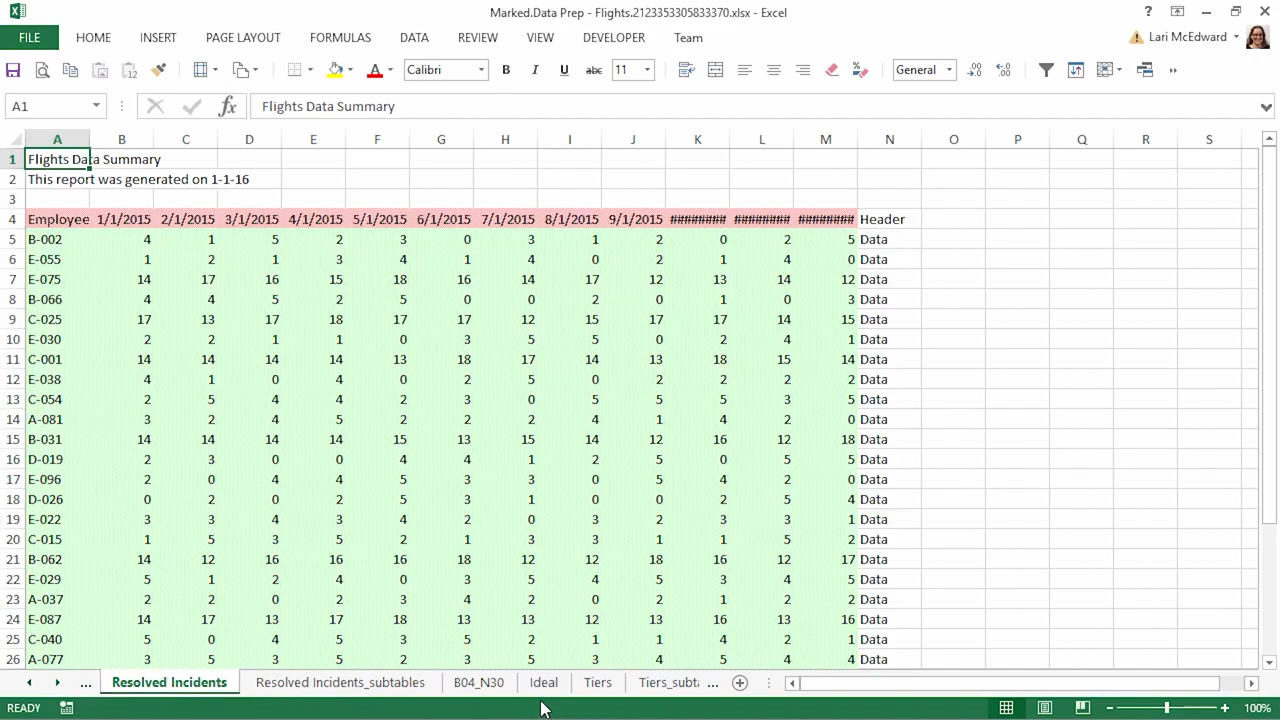 Marked.Data Prep - Flights.2123353305833370.xlsx - Excel
FILE HOME INSERT PAGE LAYOUT FORMULAS DATA REVIEW VIEW DEVELOPER Team Lari McEdward
Calibri B I U abc 11 General
A1 fx Flights Data Summary
A B C D E F G H I J K L M N O P Q R S
1 Flights Data Summary
2 This report was generated on 1-1-16
3
4 Employee 1/1/2015 2/1/2015 3/1/2015 4/1/2015 5/1/2015 6/1/2015 7/1/2015 8/1/2015 9/1/2015 ######## ######## ######## Header
5 B-002 4 1 5 2 3 0 3 1 2 0 2 5 Data
6 E-055 1 2 1 3 4 1 4 0 2 1 4 0 Data
7 E-075 14 17 16 15 18 16 14 17 12 13 14 12 Data
8 B-066 4 4 5 2 5 0 0 2 0 1 0 3 Data
9 C-025 17 13 17 18 17 17 12 15 17 17 14 15 Data
10 E-030 2 2 1 1 0 3 5 5 0 2 4 1 Data
11 C-001 14 14 14 14 13 18 17 14 13 18 15 14 Data
12 E-038 4 1 0 4 0 2 5 0 2 2 2 2 Data
13 C-054 2 5 4 4 2 3 0 5 5 5 3 5 Data
14 A-081 3 2 4 5 2 2 2 4 1 4 2 0 Data
15 B-031 14 14 14 14 15 13 15 14 12 16 12 18 Data
16 D-019 2 3 0 0 4 4 1 2 5 0 5 5 Data
17 E-096 2 0 4 4 5 3 3 0 5 4 2 0 Data
18 D-026 0 2 0 2 5 3 1 0 0 2 5 4 Data
19 E-022 3 3 4 3 4 2 0 3 2 3 3 1 Data
20 C-015 1 5 3 5 2 1 3 3 1 1 5 2 Data
21 B-062 14 12 16 16 16 18 12 12 18 16 12 17 Data
22 E-029 5 1 2 4 0 3 5 4 5 3 4 5 Data
23 A-037 2 2 0 2 3 4 2 0 2 1 2 2 Data
24 E-087 14 17 13 17 18 13 13 12 13 16 13 16 Data
25 C-040 5 0 4 5 3 5 2 1 1 4 2 1 Data
26 A-077 3 5 3 5 2 3 5 3 4 5 4 4 Data
... Resolved Incidents Resolved Incidents_subtables B04_N30 Ideal Tiers Tiers_subta ...
READY 100%